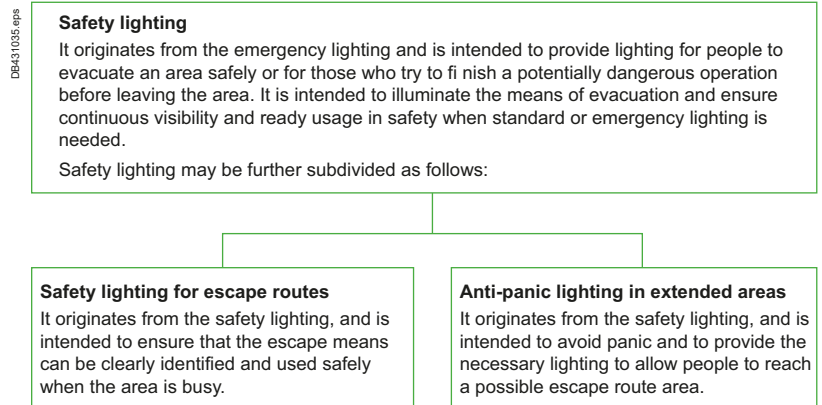 DB431035.eps
Safety lighting
It originates from the emergency lighting and is intended to provide lighting for people to
evacuate an area safely or for those who try to fi nish a potentially dangerous operation
before leaving the area. It is intended to illuminate the means of evacuation and ensure
continuous visibility and ready usage in safety when standard or emergency lighting is
needed.
Safety lighting may be further subdivided as follows:
Safety lighting for escape routes
It originates from the safety lighting, and is
intended to ensure that the escape means
can be clearly identified and used safely
when the area is busy.
Anti-panic lighting in extended areas
It originates from the safety lighting, and is
intended to avoid panic and to provide the
necessary lighting to allow people to reach
a possible escape route area.